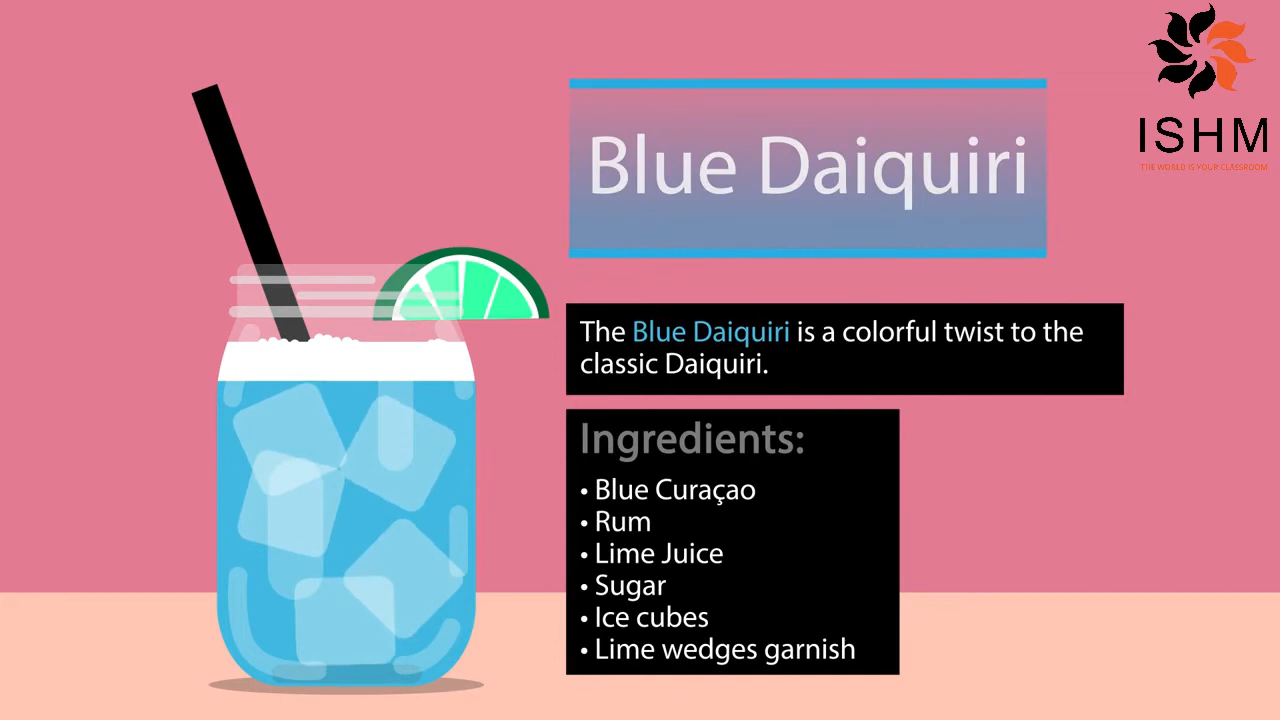 ISHM
THE WORLD IS YOUR CLASSROOM
Blue Daiquiri
The Blue Daiquiri is a colorful twist to the
classic Daiquiri.
Ingredients:
• Blue Curaçao
• Rum
• Lime Juice
• Sugar
• Ice cubes
• Lime wedges garnish